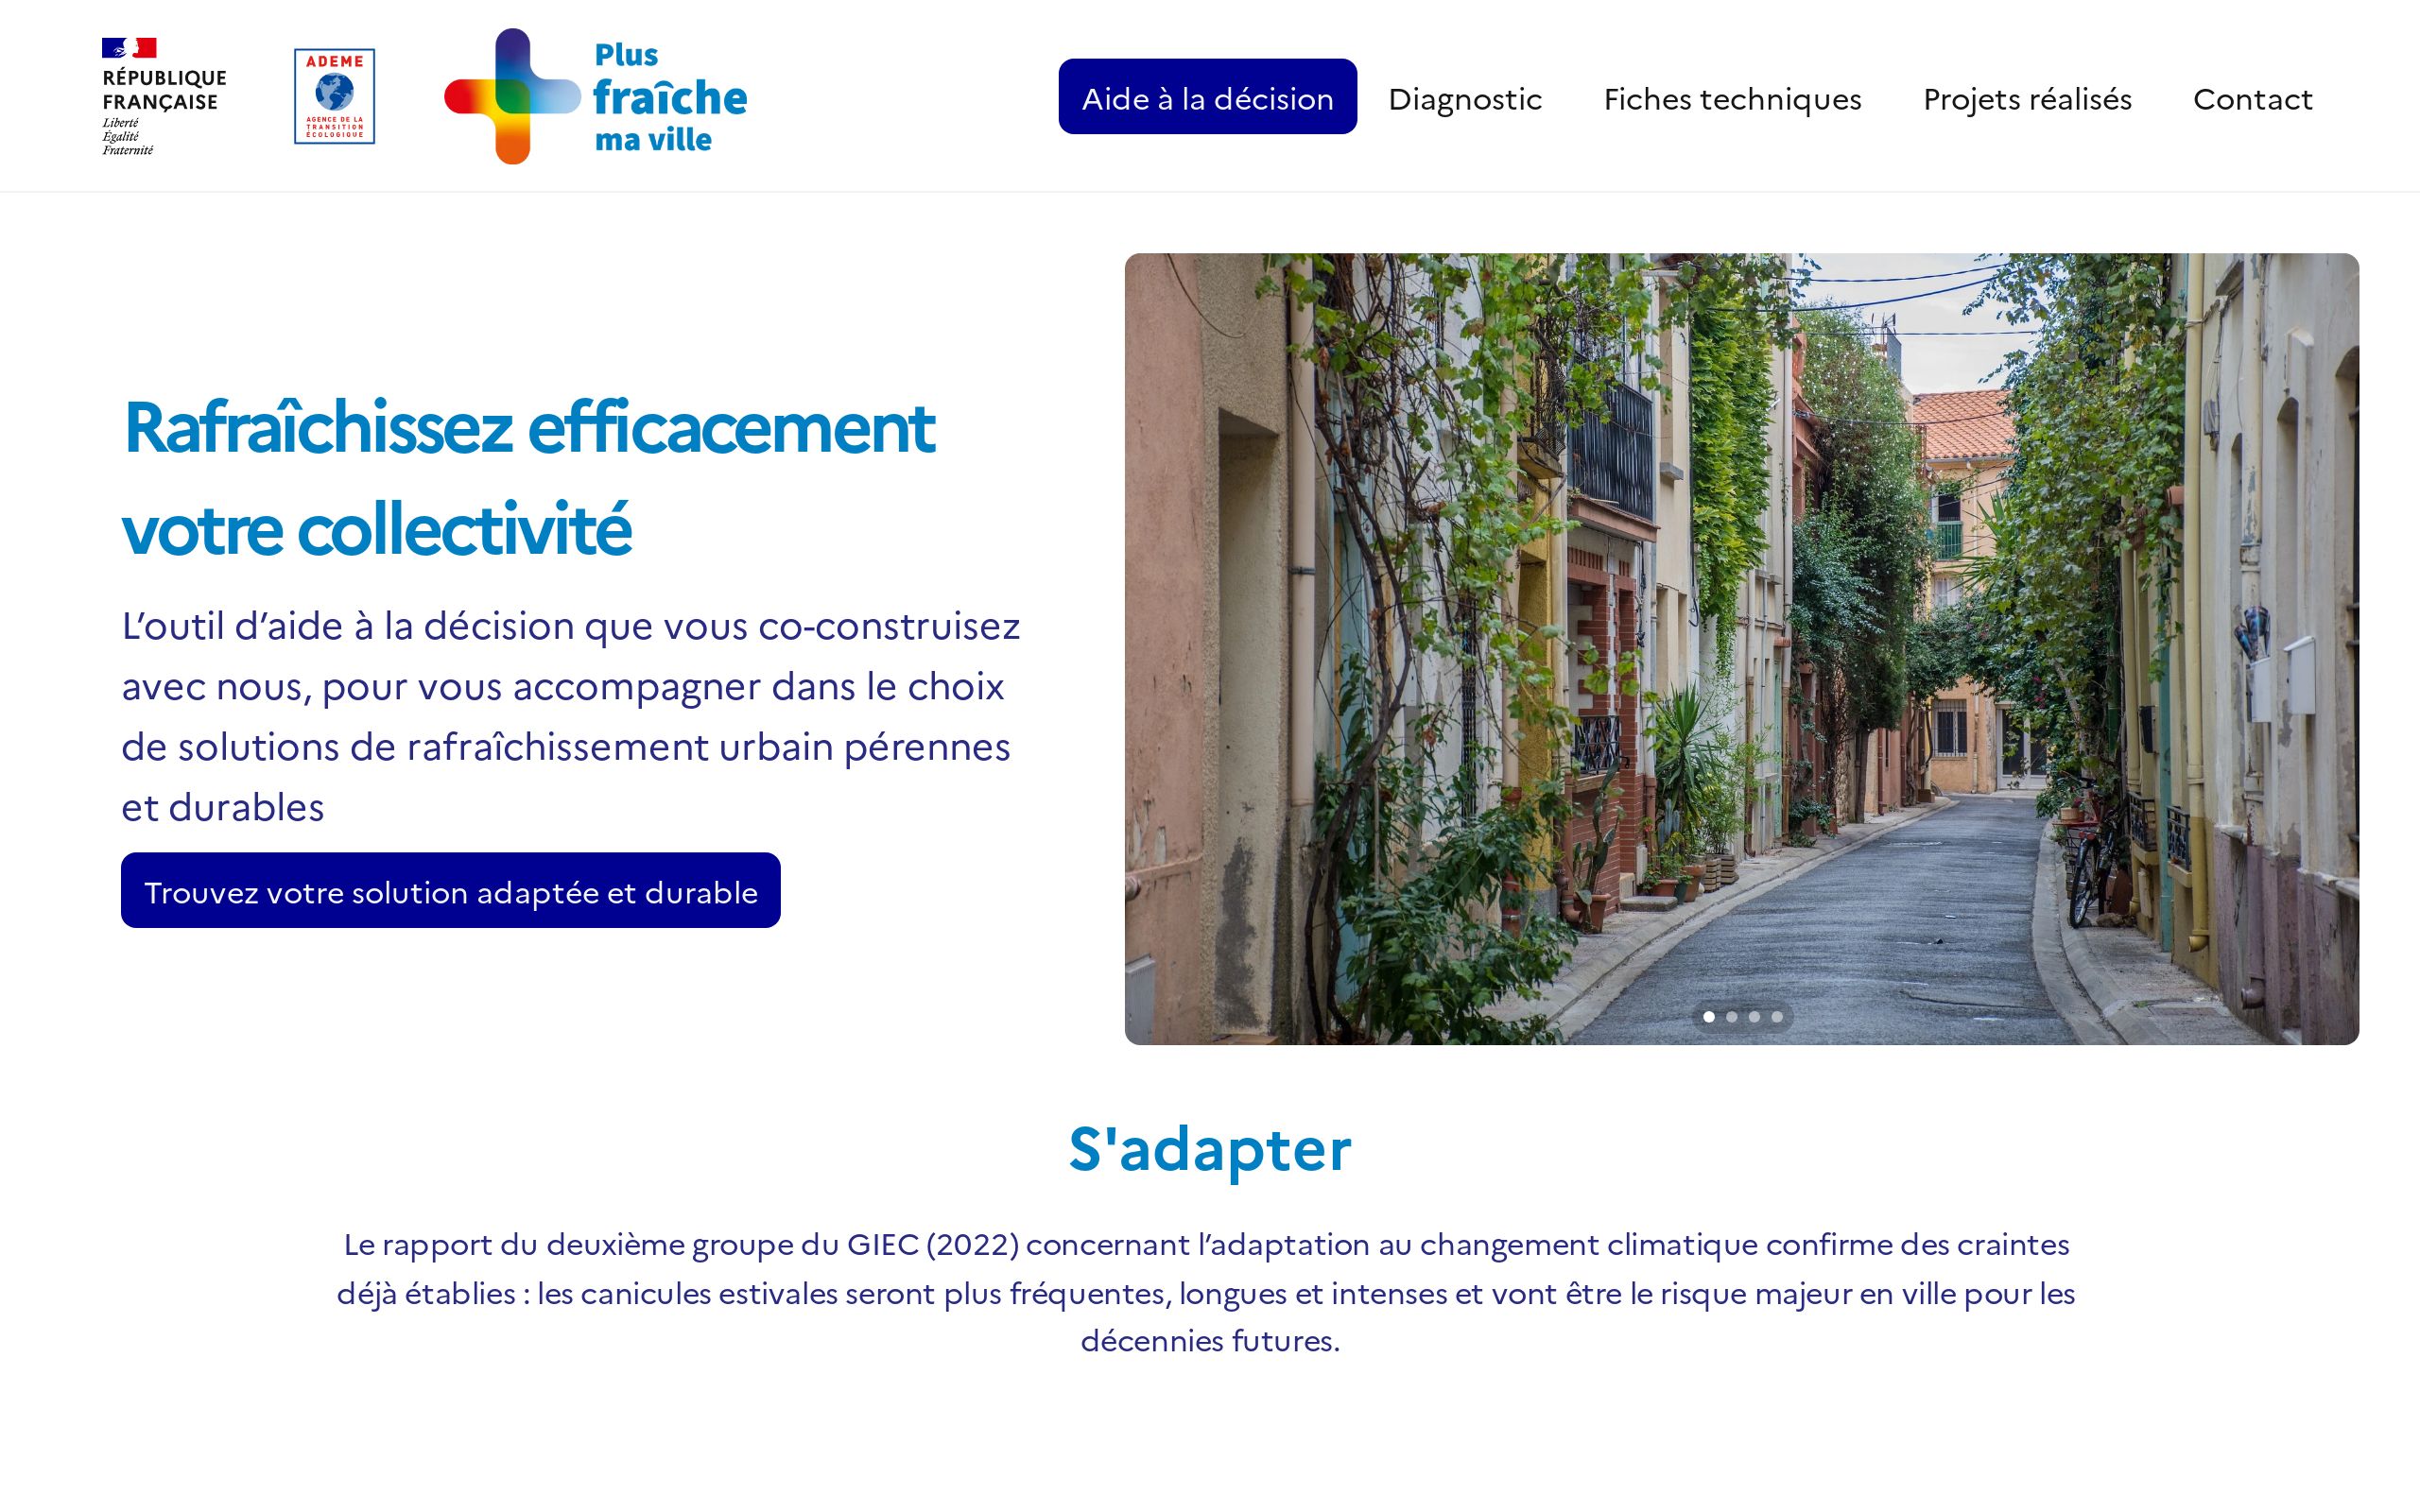 RÉPUBLIQUE
FRANÇAISE
Liberté
Égalité
Fraternité
ADEME
AGENCE DE LA
TRANSITION
ÉCOLOGIQUE
Plus
fraîche
ma ville
Aide à la décision
Diagnostic
Fiches techniques
Projets réalisés
Contact
Rafraîchissez efficacement
votre collectivité
L’outil d’aide à la décision que vous co-construisez
avec nous, pour vous accompagner dans le choix
de solutions de rafraîchissement urbain pérennes
et durables
Trouvez votre solution adaptée et durable
S'adapter
Le rapport du deuxième groupe du GIEC (2022) concernant l’adaptation au changement climatique confirme des craintes
déjà établies : les canicules estivales seront plus fréquentes, longues et intenses et vont être le risque majeur en ville pour les
décennies futures.